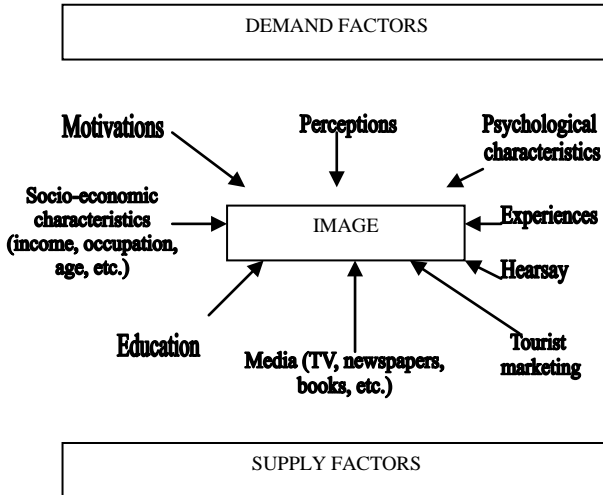 DEMAND FACTORS
Motivations
Perceptions
Psychological
characteristics
Socio-economic
characteristics
(income, occupation,
age, etc.)
IMAGE
Experiences
Hearsay
Education
Media (TV, newspapers,
books, etc.)
Tourist
marketing
SUPPLY FACTORS